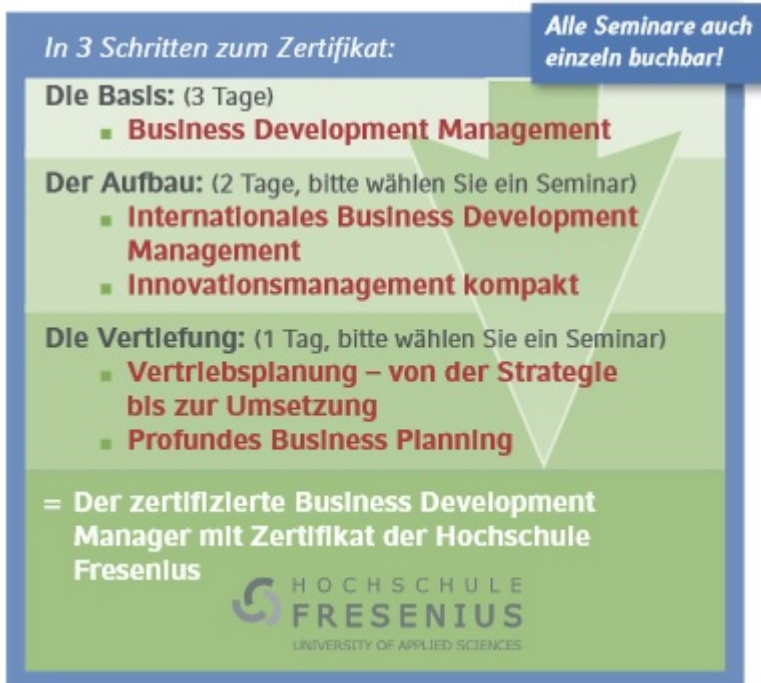 In 3 Schritten zum Zertifikat:
Alle Seminare auch
einzeln buchbar!
Die Basis: (3 Tage)
▪ Business Development Management
Der Aufbau: (2 Tage, bitte wählen Sie ein Seminar)
▪ Internationales Business Development
Management
▪ Innovationsmanagement kompakt
Die Vertiefung: (1 Tag, bitte wählen Sie ein Seminar)
▪ Vertriebsplanung – von der Strategie
bis zur Umsetzung
▪ Profundes Business Planning
= Der zertifizierte Business Development
Manager mit Zertifikat der Hochschule
Fresenius
HOCHSCHULE
FRESENIUS
UNIVERSITY OF APPLIED SCIENCES